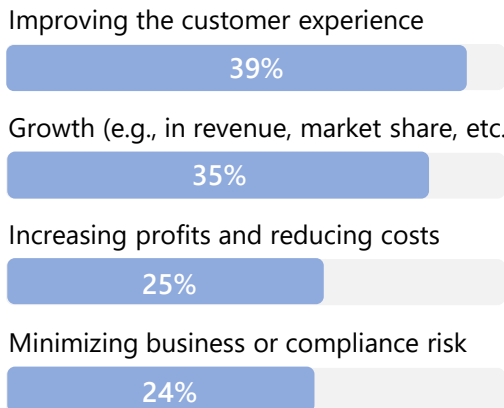 Improving the customer experience
39%
Growth (e.g., in revenue, market share, etc.
35%
Increasing profits and reducing costs
25%
Minimizing business or compliance risk
24%